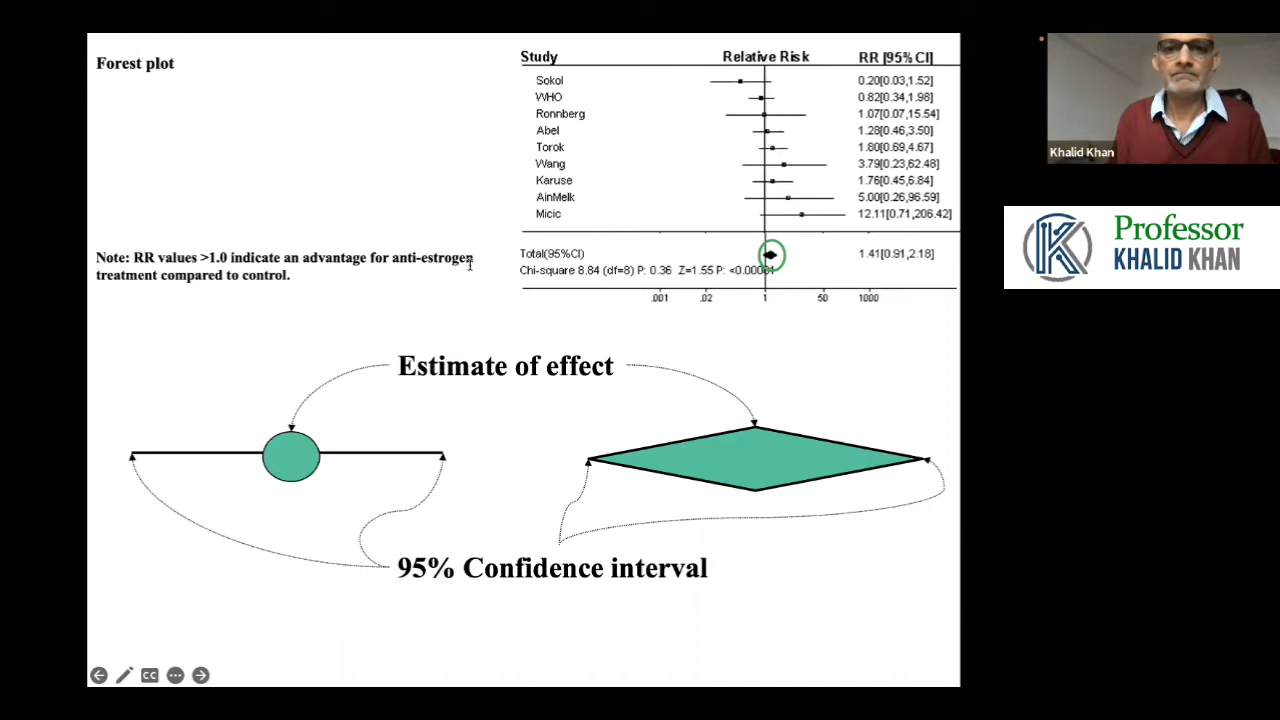 Forest plot
Study Relative Risk RR [95% CI]
Sokol 0.20[0.03,1.52]
WHO 0.82[0.34,1.98]
Ronnberg 1.07[0.07,15.54]
Abel 1.28[0.46,3.50]
Torok 1.80[0.69,4.67]
Wang 3.79[0.23,62.48]
Karuse 1.76[0.45,6.84]
AinMelk 5.00[0.26,96.59]
Micic 12.11[0.71,206.42]
Total(95%CI) 1.41[0.91,2.18]
Chi-square 8.84 (df=8) P: 0.36 Z=1.55 P: <0.00001
.001 .02 1 50 1000
Note: RR values >1.0 indicate an advantage for anti-estrogen
treatment compared to control.
Estimate of effect
95% Confidence interval
CC
Khalid Khan
K
Professor
KHALID KHAN